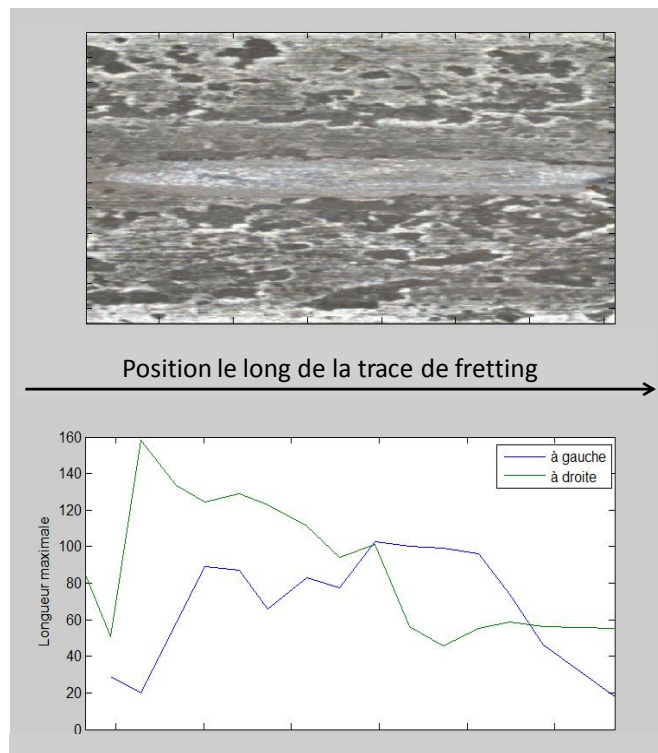 Position le long de la trace de fretting
160
140
120
100
80
60
40
20
0
Longueur maximale
à gauche
à droite